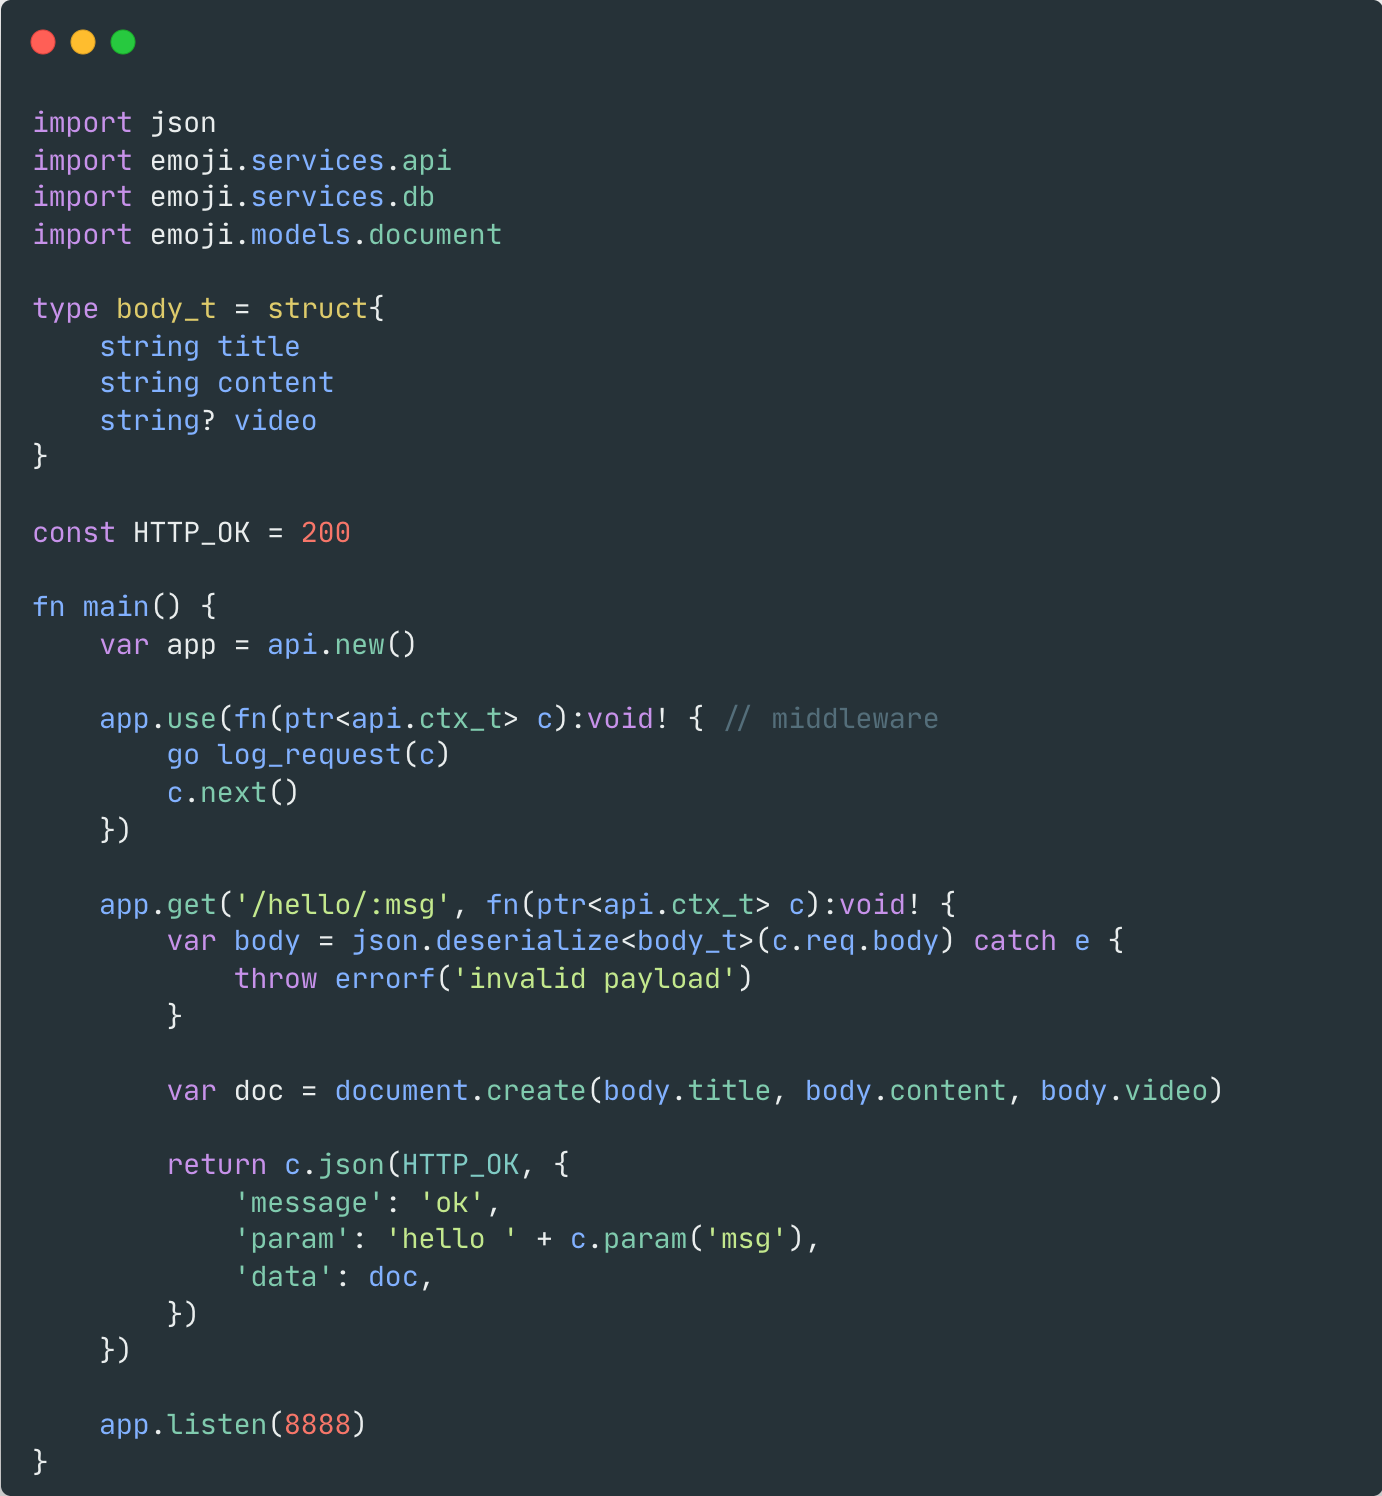 import json
import emoji.services.api
import emoji.services.db
import emoji.models.document

type body_t = struct{
    string title
    string content
    string? video
}

const HTTP_OK = 200

fn main() {
    var app = api.new()

    app.use(fn(ptr<api.ctx_t> c):void! { // middleware
        go log_request(c)
        c.next()
    })

    app.get('/hello/:msg', fn(ptr<api.ctx_t> c):void! {
        var body = json.deserialize<body_t>(c.req.body) catch e {
            throw errorf('invalid payload')
        }

        var doc = document.create(body.title, body.content, body.video)

        return c.json(HTTP_OK, {
            'message': 'ok',
            'param': 'hello ' + c.param('msg'),
            'data': doc,
        })
    })

    app.listen(8888)
}